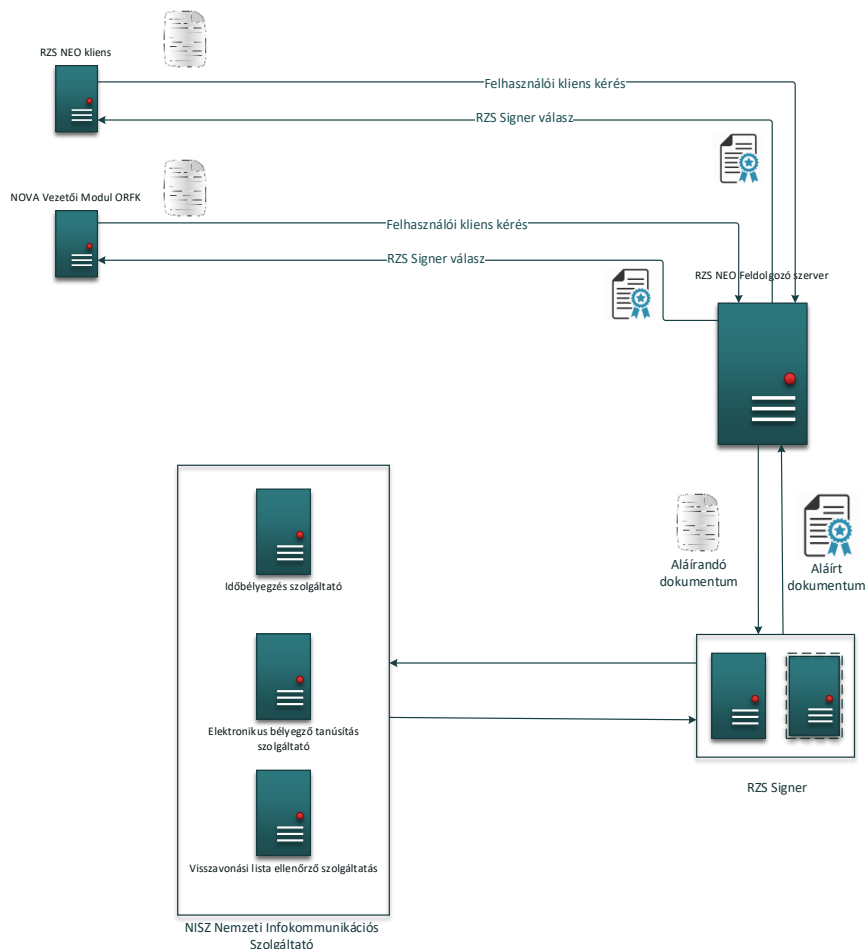 RZS NEO kliens
Felhasználói kliens kérés
RZS Signer válasz
NOVA Vezetői Modul ORFK
Felhasználói kliens kérés
RZS Signer válasz
RZS NEO Feldolgozó szerver
Aláírandó
dokumentum
Aláírt
dokumentum
Időbélyegzés szolgáltató
Elektronikus bélyegző tanúsítás
szolgáltató
Visszavonási lista ellenőrző szolgáltatás
RZS Signer
NISZ Nemzeti Infokommunikációs
Szolgáltató